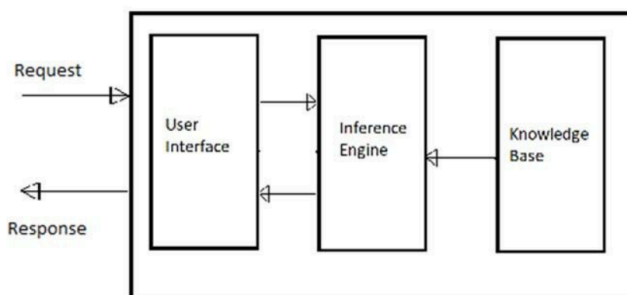 Request
Response
User
Interface
Inference
Engine
Knowledge
Base